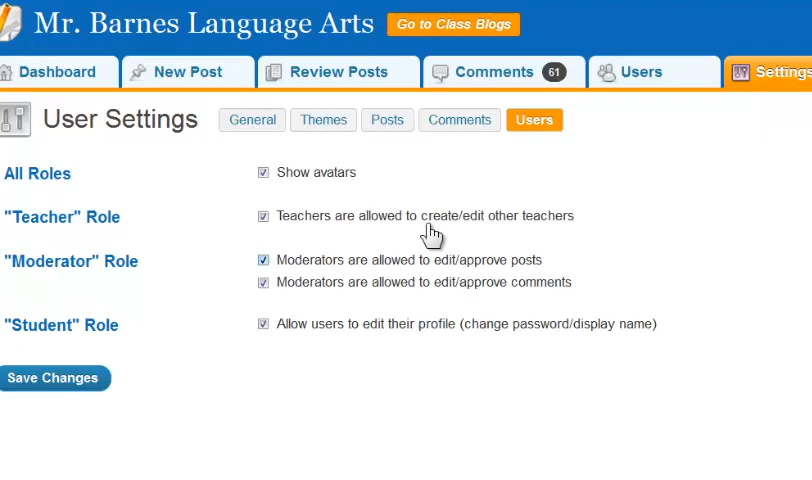 Mr. Barnes Language Arts Go to Class Blogs
Dashboard New Post Review Posts Comments 61 Users Settings
User Settings General Themes Posts Comments Users
All Roles Show avatars
"Teacher" Role Teachers are allowed to create/edit other teachers
"Moderator" Role Moderators are allowed to edit/approve posts
Moderators are allowed to edit/approve comments
"Student" Role Allow users to edit their profile (change password/display name)
Save Changes